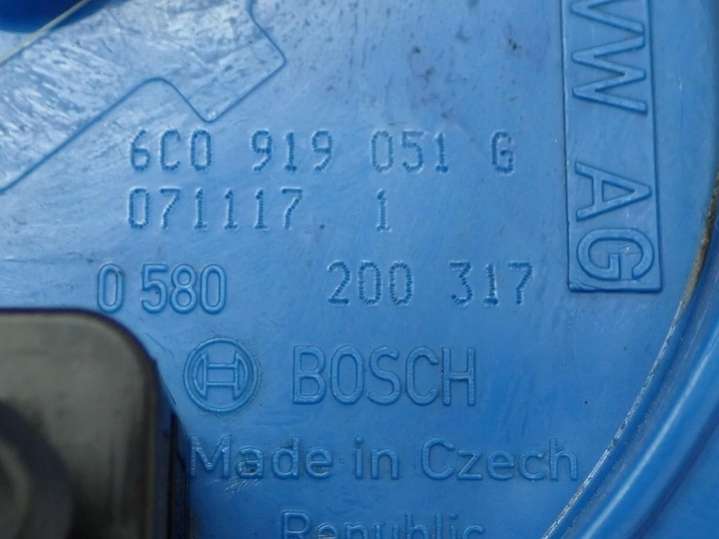 6C0 919 051 G
071117 1
0 580 200 317
BOSCH
Made in Czech
Republic
VW AG